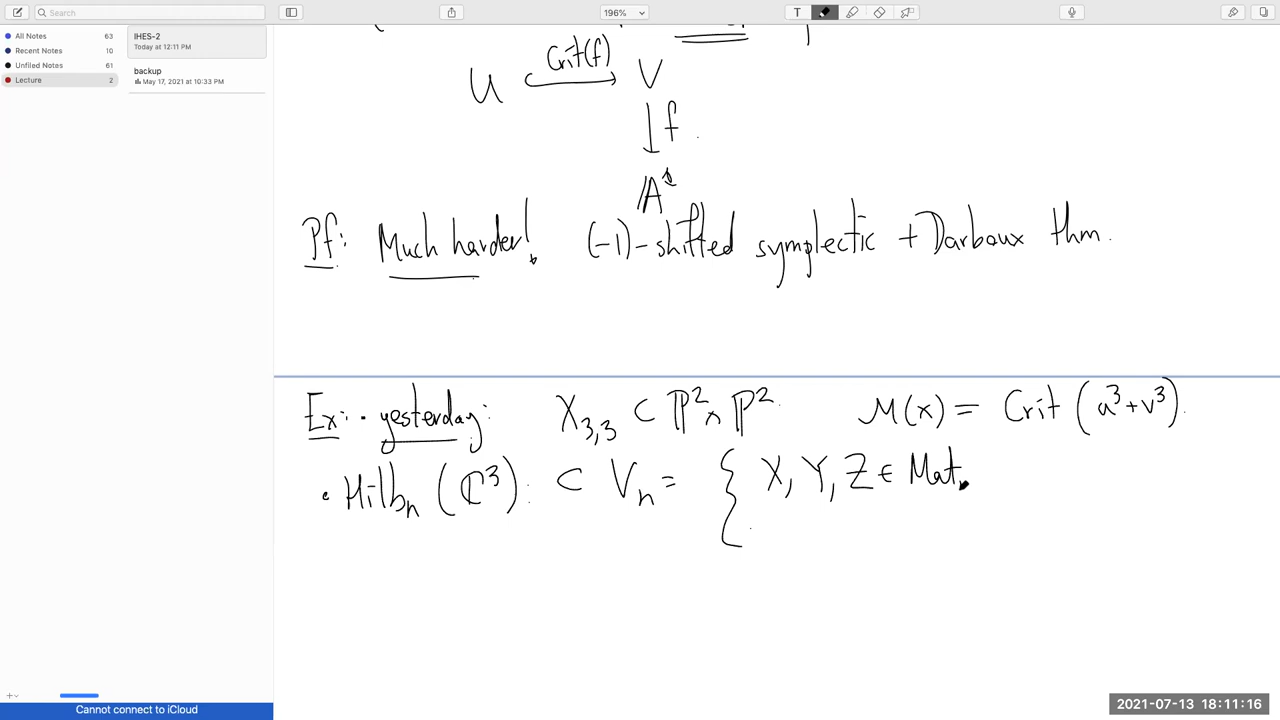 Search
196%
T
All Notes 63
Recent Notes 10
Unfiled Notes 61
Lecture 2
IHES-2
Today at 12:11 PM
backup
May 17, 2021 at 10:33 PM
U Crit(f) V
f
A¹
Pf: Much harder! (-1)-shifted symplectic + Darboux thm.
Ex: · yesterday: X₃,₃ ⊂ ℙ² × ℙ². M(x) = Crit (u³+v³).
· Hilbₙ (ℂ³): ⊂ Vₙ = { X, Y, Z ∈ Mat
Cannot connect to iCloud
2021-07-13 18:11:16